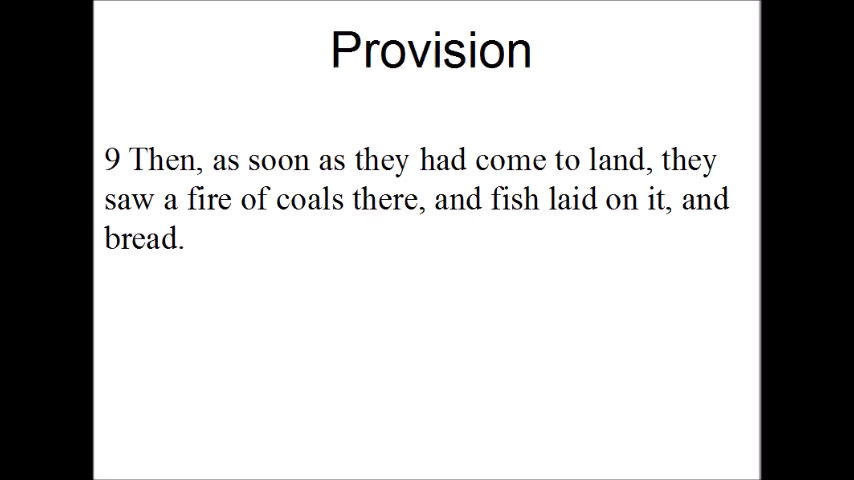 Provision
9 Then, as soon as they had come to land, they
saw a fire of coals there, and fish laid on it, and
bread.